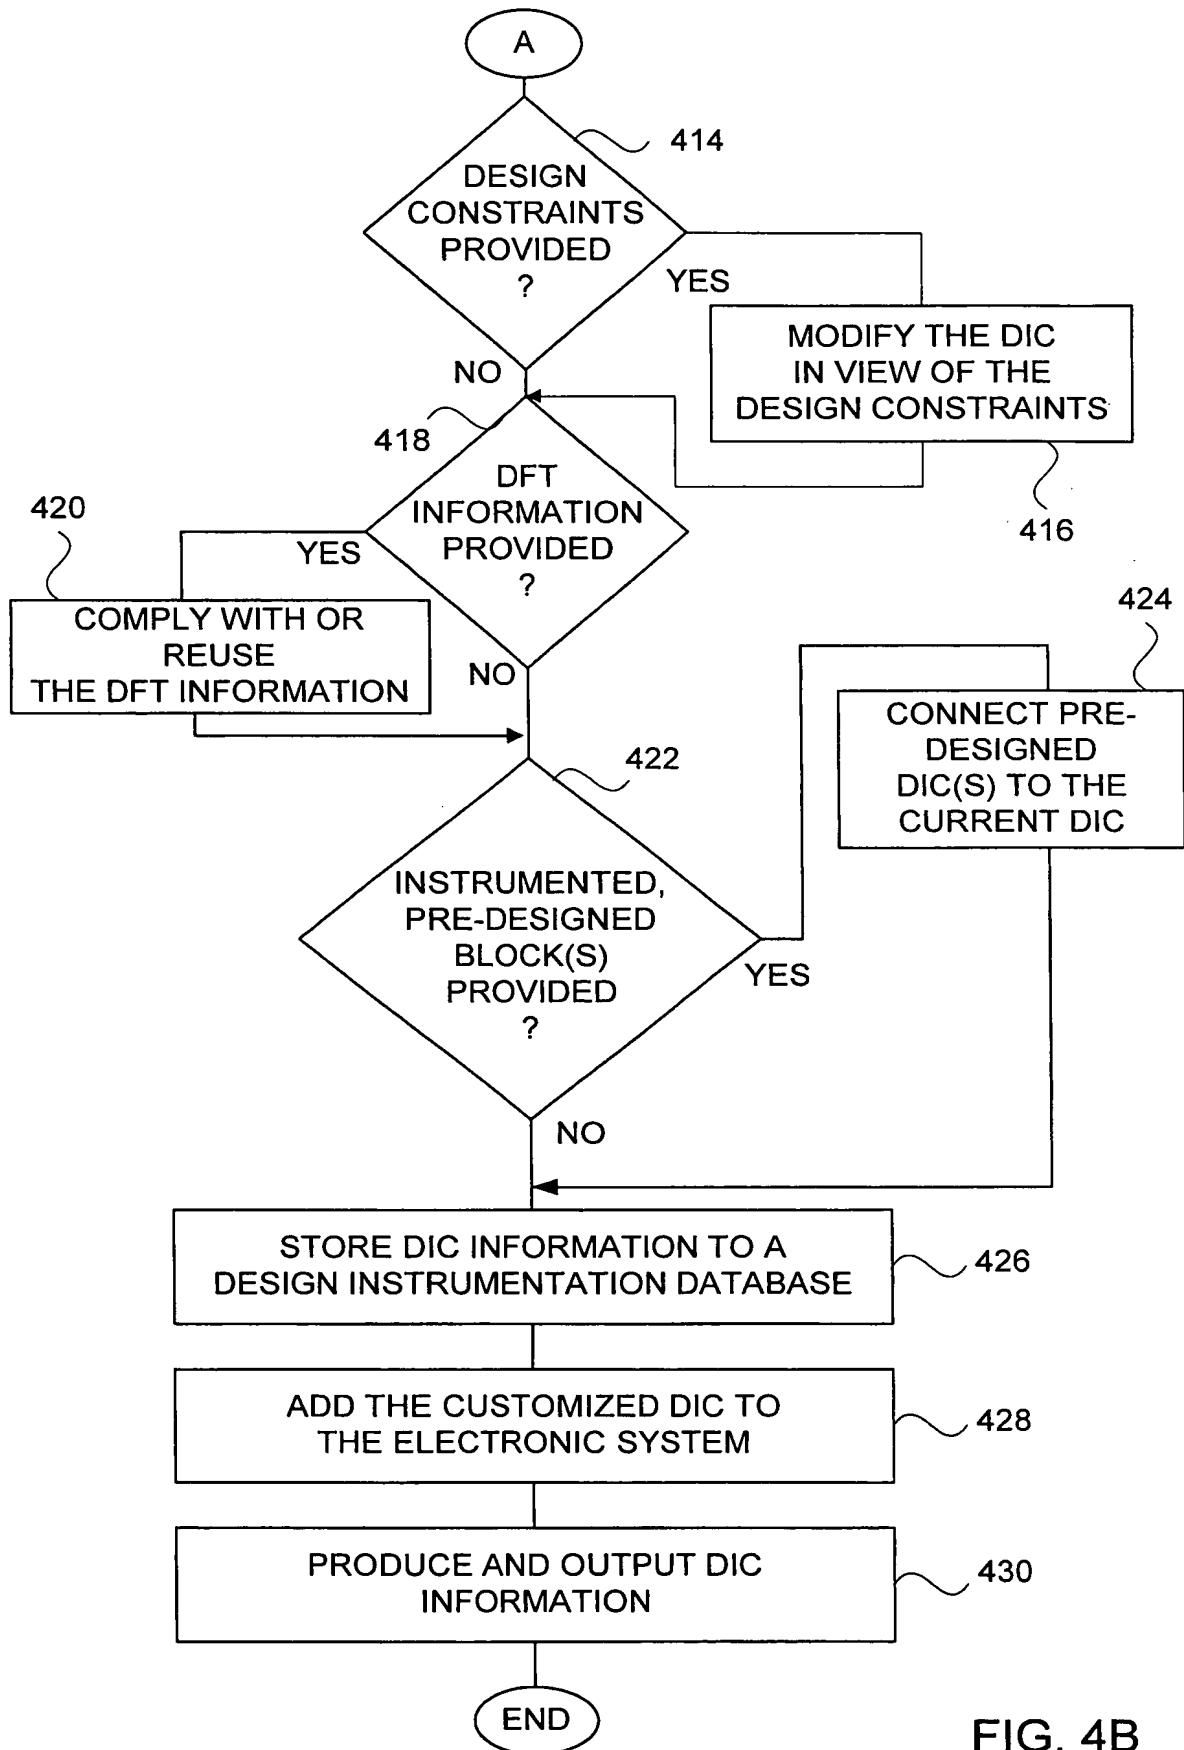 A
414
DESIGN
CONSTRAINTS
PROVIDED
?
YES
NO
MODIFY THE DIC
IN VIEW OF THE
DESIGN CONSTRAINTS
416
418
DFT
INFORMATION
PROVIDED
?
YES
NO
420
COMPLY WITH OR
REUSE
THE DFT INFORMATION
422
INSTRUMENTED,
PRE-DESIGNED
BLOCK(S)
PROVIDED
?
YES
NO
424
CONNECT PRE-
DESIGNED
DIC(S) TO THE
CURRENT DIC
STORE DIC INFORMATION TO A
DESIGN INSTRUMENTATION DATABASE
426
ADD THE CUSTOMIZED DIC TO
THE ELECTRONIC SYSTEM
428
PRODUCE AND OUTPUT DIC
INFORMATION
430
END
FIG. 4B